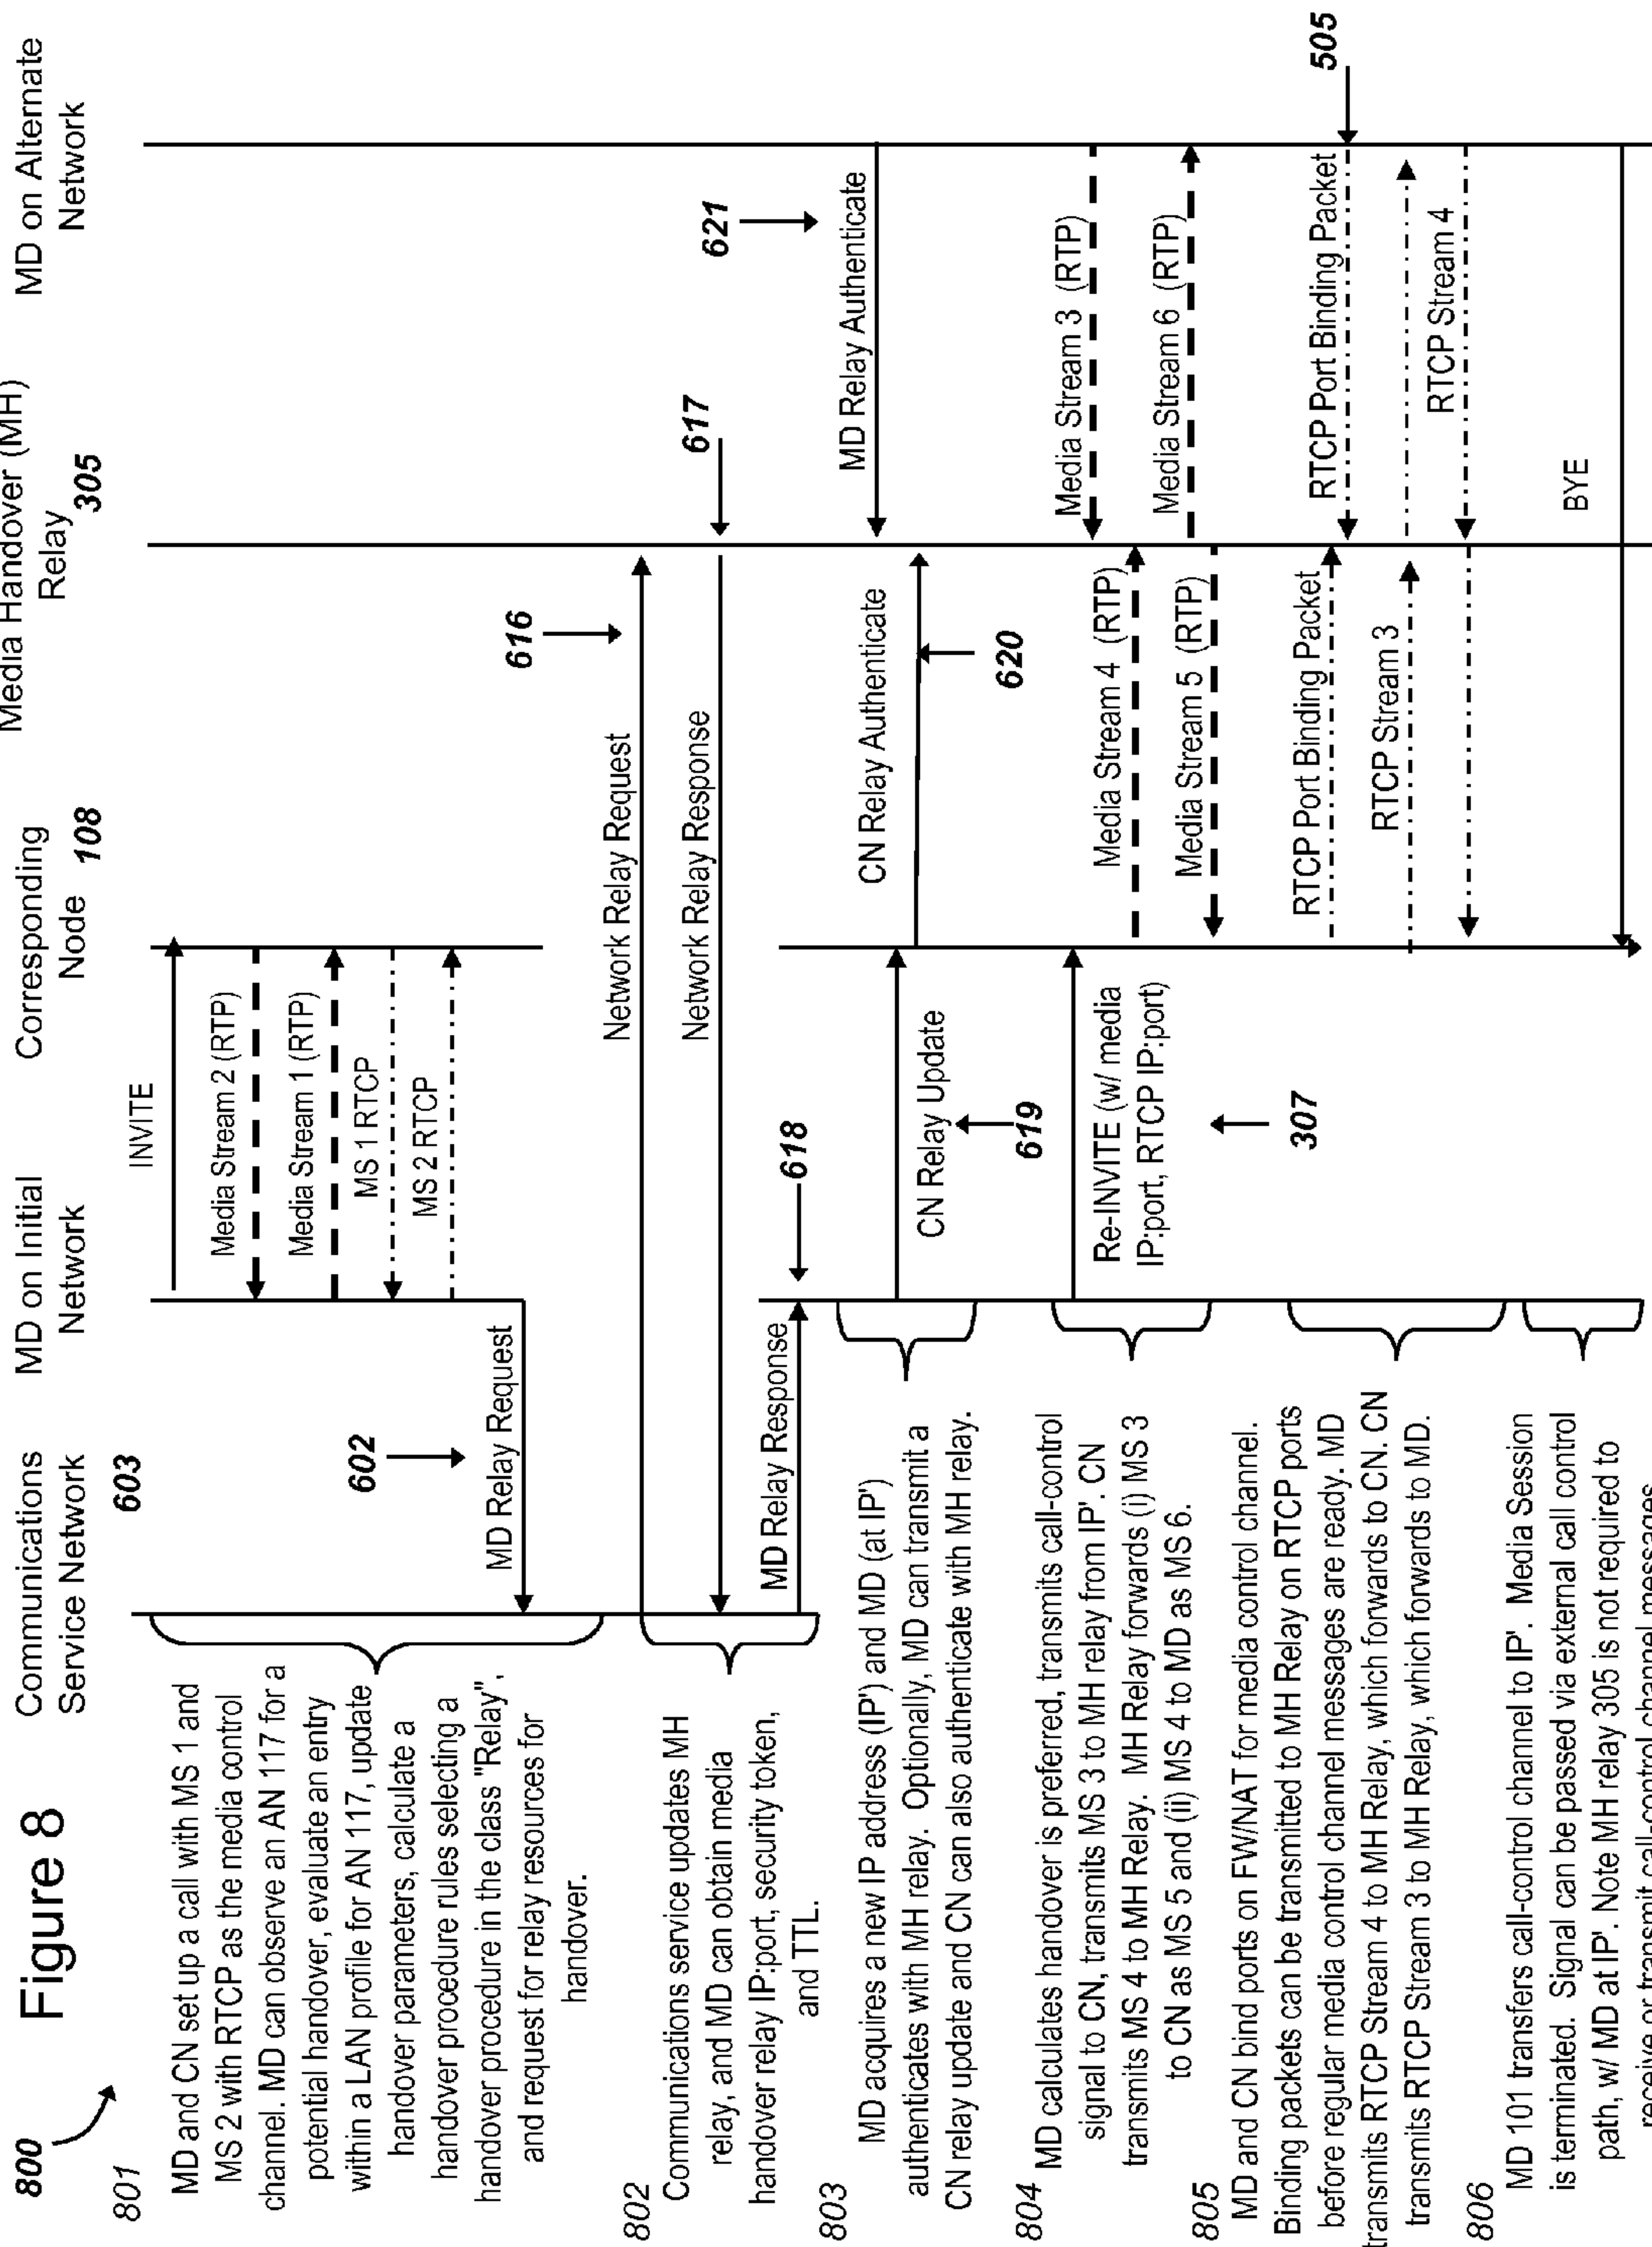 800
Figure 8
Communications
Service Network
603
MD on Initial
Network
Corresponding
Node 108
Media Handover (MH)
Relay
305
MD on Alternate
Network
801
MD and CN set up a call with MS 1 and
MS 2 with RTCP as the media control
channel. MD can observe an AN 117 for a
potential handover, evaluate an entry
within a LAN profile for AN 117, update
handover parameters, calculate a
handover procedure rules selecting a
handover procedure in the class "Relay",
and request for relay resources for
handover.
INVITE
Media Stream 2 (RTP)
Media Stream 1 (RTP)
MS 1 RTCP
MS 2 RTCP
602
MD Relay Request
802
Communications service updates MH
relay, and MD can obtain media
handover relay IP:port, security token,
and TTL.
616
Network Relay Request
617
Network Relay Response
MD Relay Response
618
803
MD acquires a new IP address (IP') and MD (at IP')
authenticates with MH relay. Optionally, MD can transmit a
CN relay update and CN can also authenticate with MH relay.
621
MD Relay Authenticate
CN Relay Authenticate
620
CN Relay Update
619
804
MD calculates handover is preferred, transmits call-control
signal to CN, transmits MS 3 to MH relay from IP'. CN
transmits MS 4 to MH Relay. MH Relay forwards (i) MS 3
to CN as MS 5 and (ii) MS 4 to MD as MS 6.
Re-INVITE (w/ media
IP:port, RTCP IP:port)
307
Media Stream 3 (RTP)
Media Stream 4 (RTP)
Media Stream 6 (RTP)
Media Stream 5 (RTP)
805
MD and CN bind ports on FW/NAT for media control channel.
Binding packets can be transmitted to MH Relay on RTCP ports
before regular media control channel messages are ready. MD
transmits RTCP Stream 4 to MH Relay, which forwards to CN. CN
transmits RTCP Stream 3 to MH Relay, which forwards to MD.
RTCP Port Binding Packet
RTCP Port Binding Packet
505
RTCP Stream 3
RTCP Stream 4
806
MD 101 transfers call-control channel to IP'. Media Session
is terminated. Signal can be passed via external call control
path, w/ MD at IP'. Note MH relay 305 is not required to
receive or transmit call-control channel messages
BYE